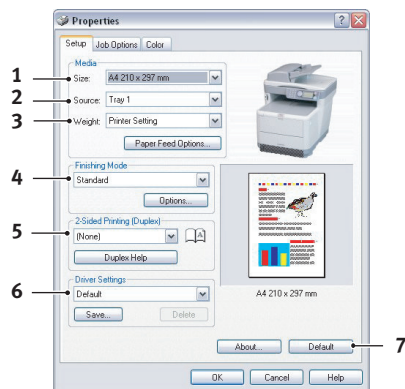 Properties
Setup Job Options Color
Media
1 Size: A4 210 x 297 mm
2 Source: Tray 1
3 Weight: Printer Setting
Paper Feed Options...
Finishing Mode
4 Standard
Options...
2-Sided Printing (Duplex)
5 (None)
Duplex Help
Driver Settings
6 Default
Save... Delete
A4 210 x 297 mm
About... Default 7
OK Cancel Help